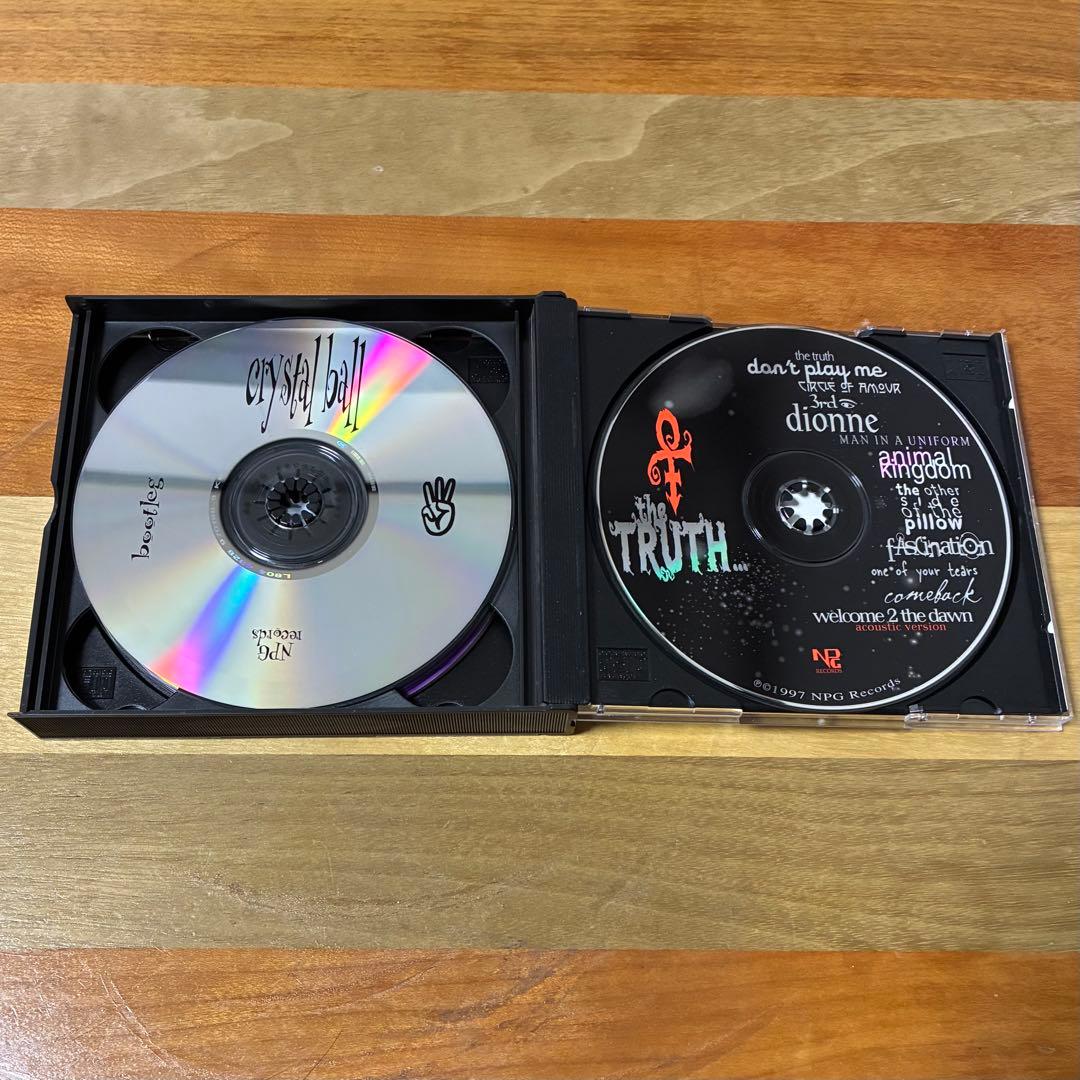 crystal ball
bootleg
NPG
records
the truth
don't play me
CIRCLE OF AMOUR
3rd
dionne
MAN IN A UNIFORM
animal
kingdom
the other
side
of the
pillow
fascination
one of your tears
comeback
welcome 2 the dawn
acoustic version
the
TRUTH...
NPG
RECORDS
℗©1997 NPG Records